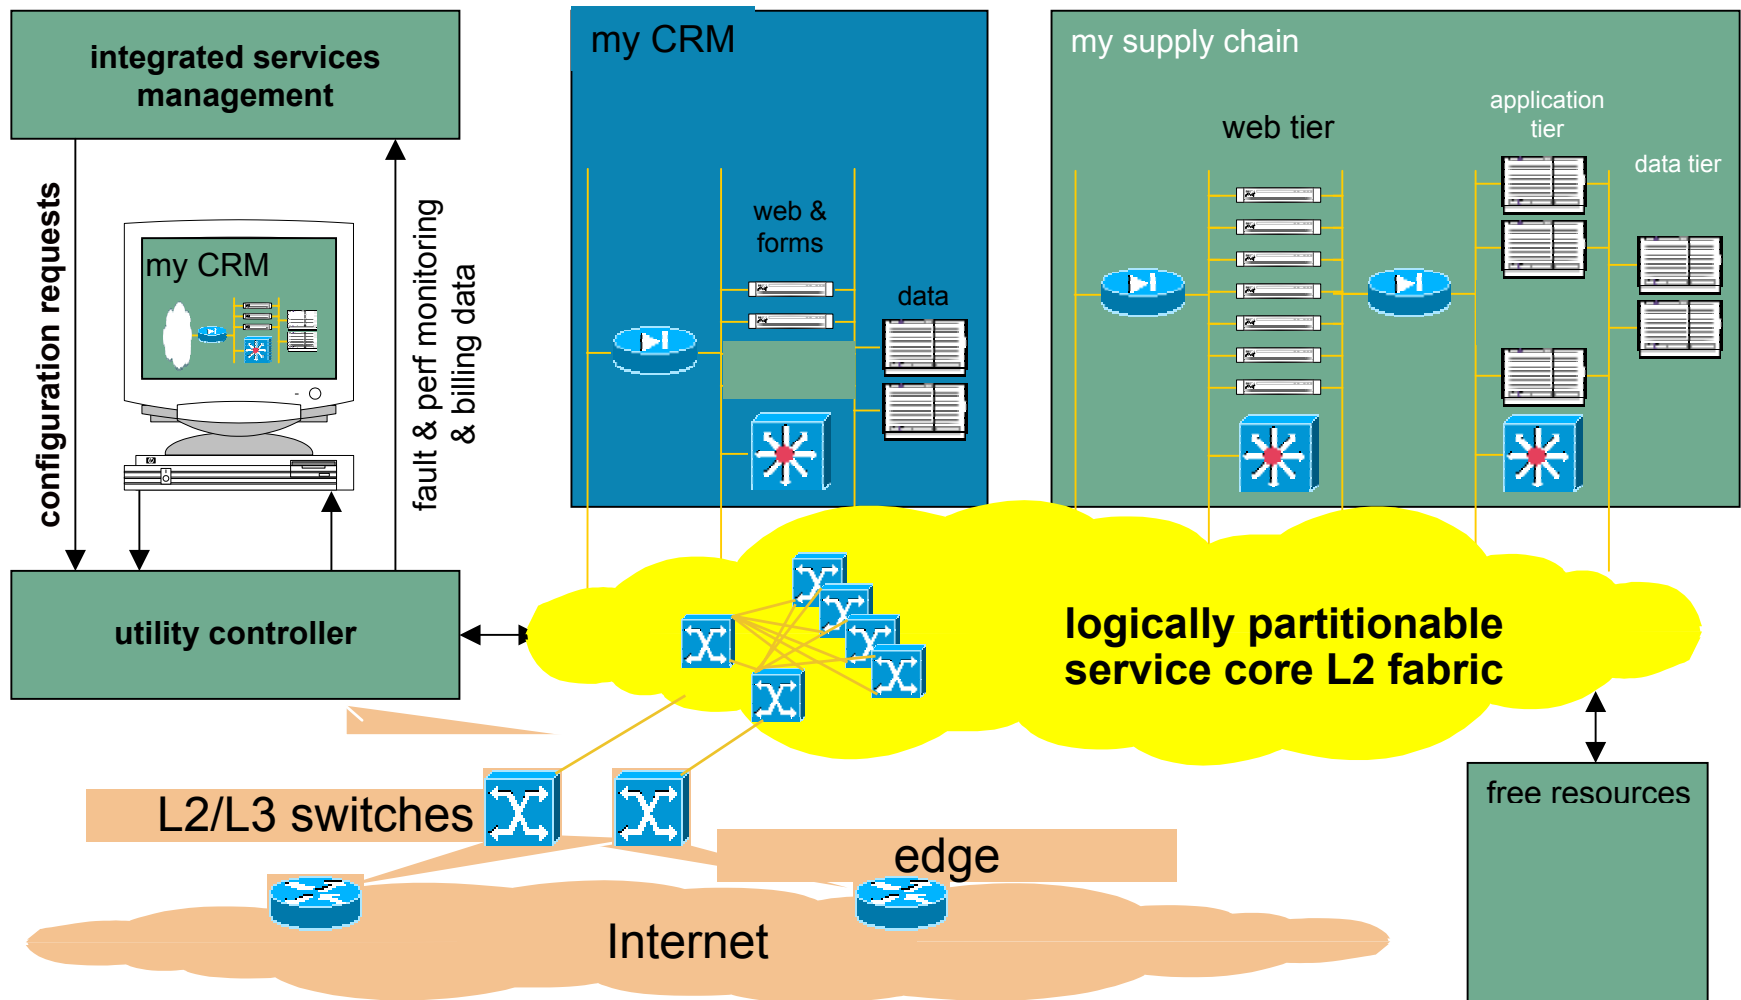 integrated services
management
my CRM
my supply chain
application
tier
web tier
data tier
configuration requests
fault & perf monitoring
& billing data
my CRM
web &
forms
data
utility controller
logically partitionable
service core L2 fabric
L2/L3 switches
free resources
edge
Internet